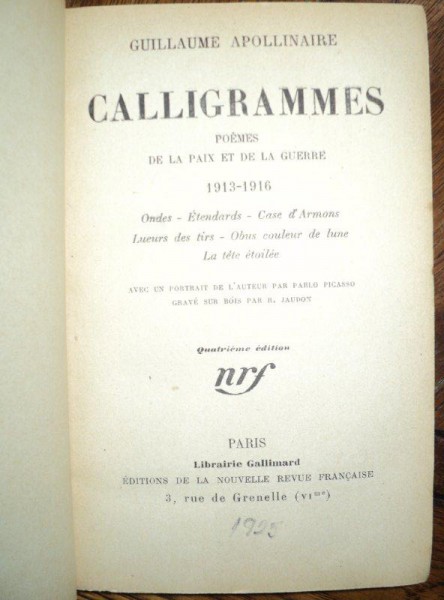 GUILLAUME APOLLINAIRE
CALLIGRAMMES
POÈMES
DE LA PAIX ET DE LA GUERRE
1913-1916
Ondes - Étendards - Case d'Armons
Lueurs des tirs - Obus couleur de lune
La tête étoilée
AVEC UN PORTRAIT DE L'AUTEUR PAR PABLO PICASSO
GRAVÉ SUR BOIS PAR R. JAUDON
Quatrième édition
nrf
PARIS
Librairie Gallimard
ÉDITIONS DE LA NOUVELLE REVUE FRANÇAISE
3, rue de Grenelle (VIme)
1925